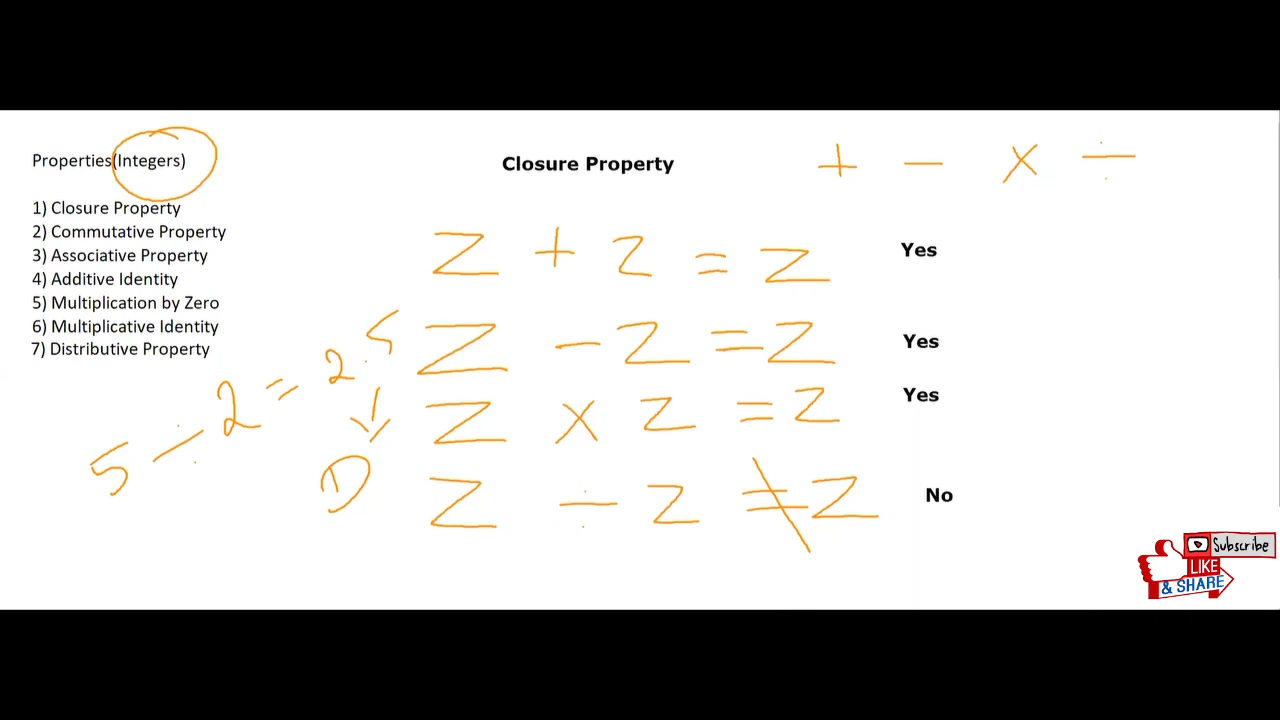 Properties(Integers)
Closure Property
+ − × ÷
1) Closure Property
2) Commutative Property
3) Associative Property
4) Additive Identity
5) Multiplication by Zero
6) Multiplicative Identity
7) Distributive Property
Z + Z = Z Yes
Z − Z = Z Yes
Z × Z = Z Yes
Z ÷ Z ≠ Z No
5 ÷ 2 = 2.5
↓
D
Subscribe
LIKE
& SHARE